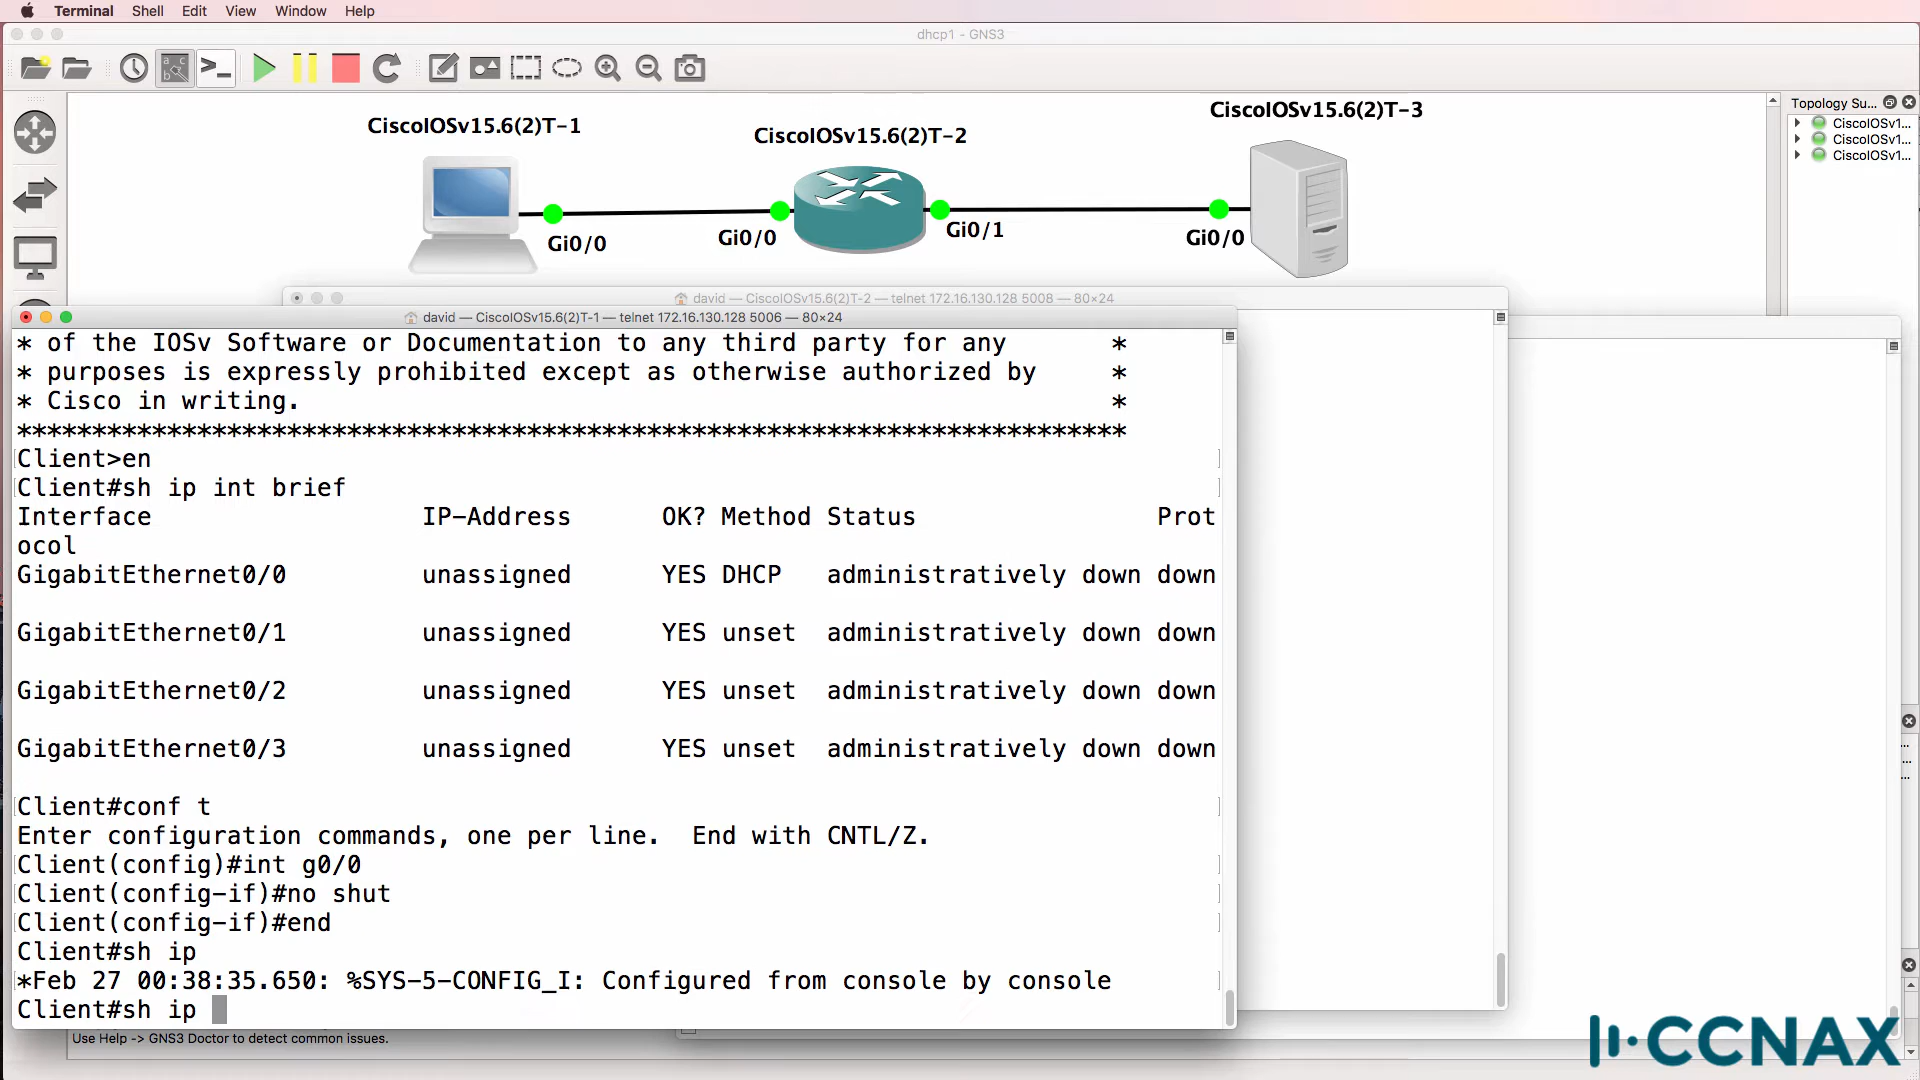 Terminal Shell Edit View Window Help
dhcp1 - GNS3
CiscoIOSv15.6(2)T-1
CiscoIOSv15.6(2)T-2
CiscoIOSv15.6(2)T-3
Gi0/0
Gi0/0
Gi0/1
Gi0/0
Topology Su...
CiscoIOSv1...
CiscoIOSv1...
CiscoIOSv1...
david — CiscoIOSv15.6(2)T-2 — telnet 172.16.130.128 5008 — 80×24
david — CiscoIOSv15.6(2)T-1 — telnet 172.16.130.128 5006 — 80×24
* of the IOSv Software or Documentation to any third party for any *
* purposes is expressly prohibited except as otherwise authorized by *
* Cisco in writing. *
**************************************************************************
Client>en
Client#sh ip int brief
Interface IP-Address OK? Method Status Prot
ocol
GigabitEthernet0/0 unassigned YES DHCP administratively down down
GigabitEthernet0/1 unassigned YES unset administratively down down
GigabitEthernet0/2 unassigned YES unset administratively down down
GigabitEthernet0/3 unassigned YES unset administratively down down
Client#conf t
Enter configuration commands, one per line. End with CNTL/Z.
Client(config)#int g0/0
Client(config-if)#no shut
Client(config-if)#end
Client#sh ip
*Feb 27 00:38:35.650: %SYS-5-CONFIG_I: Configured from console by console
Client#sh ip
Use Help -> GNS3 Doctor to detect common issues.
CCNAX